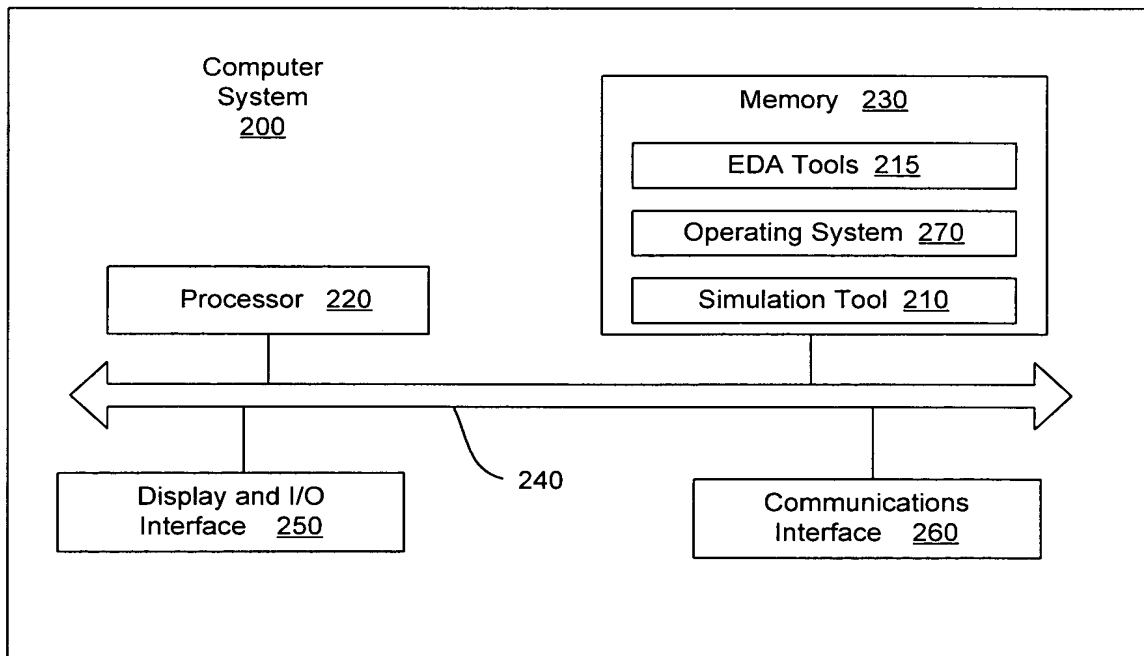 Computer
System
200
Memory 230
EDA Tools 215
Operating System 270
Simulation Tool 210
Processor 220
240
Display and I/O
Interface 250
Communications
Interface 260